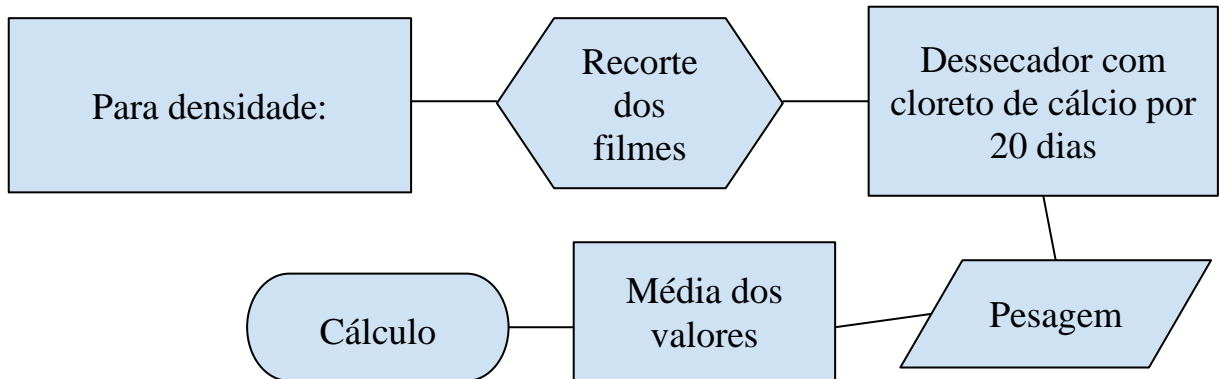 Para densidade:
Recorte
dos
filmes
Dessecador com
cloreto de cálcio por
20 dias
Pesagem
Média dos
valores
Cálculo